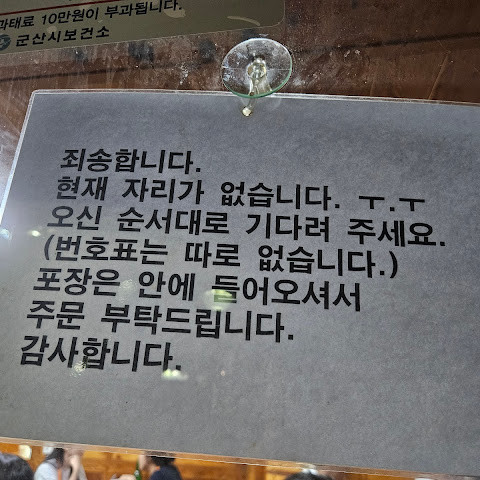 과태료 10만원이 부과됩니다.
군산시보건소
죄송합니다.
현재 자리가 없습니다. ㅜ.ㅜ
오신 순서대로 기다려 주세요.
(번호표는 따로 없습니다.)
포장은 안에 들어오셔서
주문 부탁드립니다.
감사합니다.